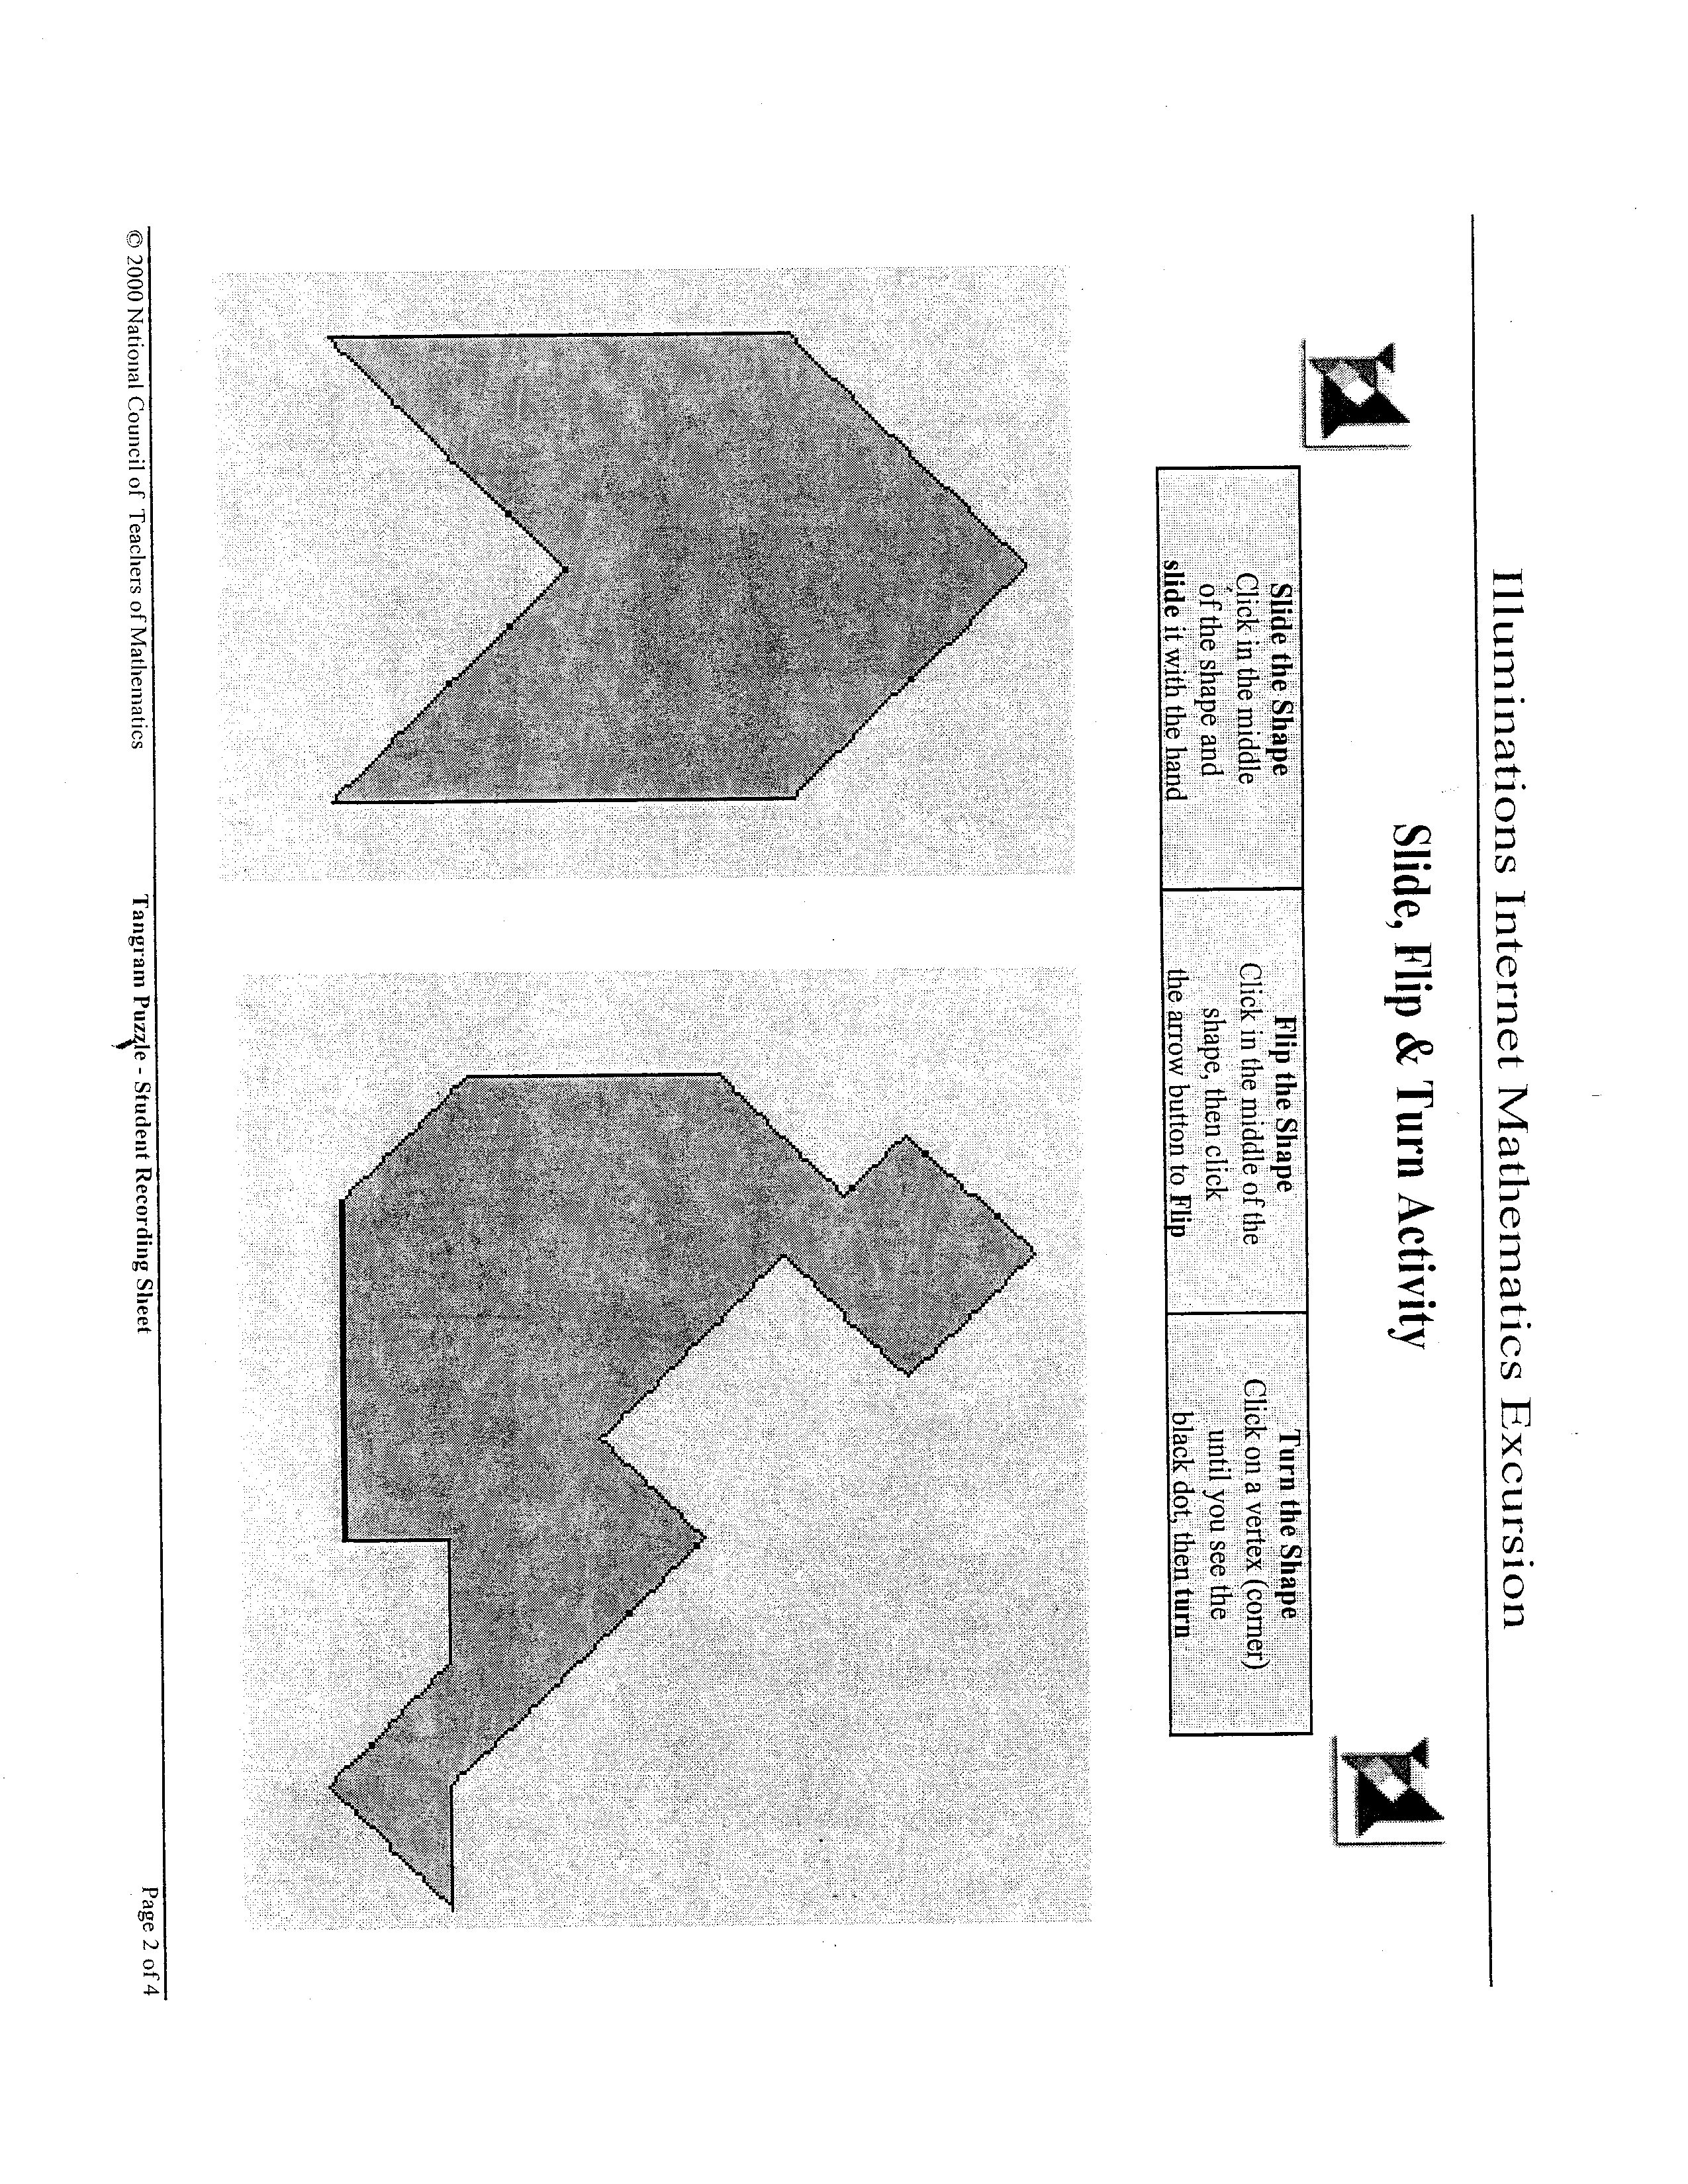 Illuminations Internet Mathematics Excursion
Slide, Flip & Turn Activity
Slide the Shape
Click in the middle
of the shape and
slide it with the hand
Flip the Shape
Click in the middle of the
shape, then click
the arrow button to Flip
Turn the Shape
Click on a vertex (corner)
until you see the
black dot, then turn
© 2000 National Council of Teachers of Mathematics
Tangram Puzzle - Student Recording Sheet
Page 2 of 4